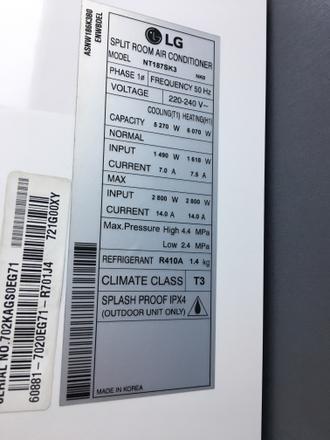 LG
SPLIT ROOM AIR CONDITIONER
MODEL NT187SK3 NK0
PHASE 1ø FREQUENCY 50 Hz
VOLTAGE 220-240 V~
COOLING(T1) HEATING(H1)
CAPACITY 5 270 W 6 070 W
NORMAL
INPUT 1 490 W 1 610 W
CURRENT 7.0 A 7.5 A
MAX
INPUT 2 800 W 2 800 W
CURRENT 14.0 A 14.0 A
Max.Pressure High 4.4 MPa
Low 2.4 MPa
REFRIGERANT R410A 1.4 kg
CLIMATE CLASS T3
SPLASH PROOF IPX4
(OUTDOOR UNIT ONLY)
MADE IN KOREA
ASNW186K3B0
ENWBDEL
SERIAL NO.702KAGS0EG71
60881-7020EG71-R701J4
721G00XY